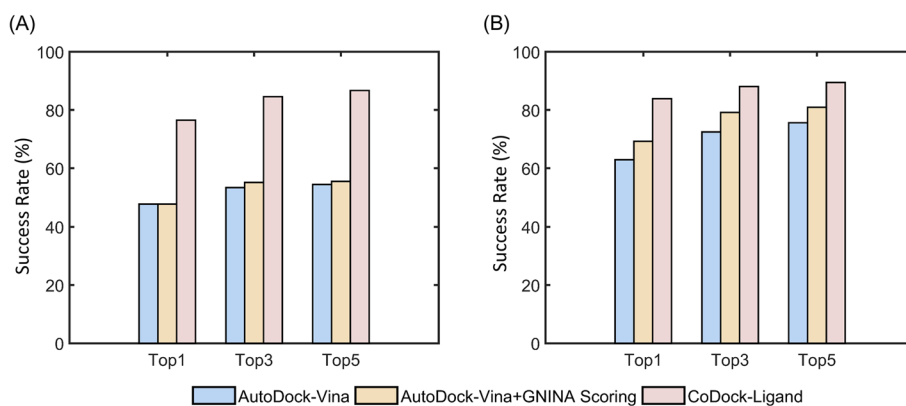 (A)
100
80
60
40
20
0
Success Rate (%)
Top1 Top3 Top5
(B)
100
80
60
40
20
0
Success Rate (%)
Top1 Top3 Top5
AutoDock-Vina AutoDock-Vina+GNINA Scoring CoDock-Ligand